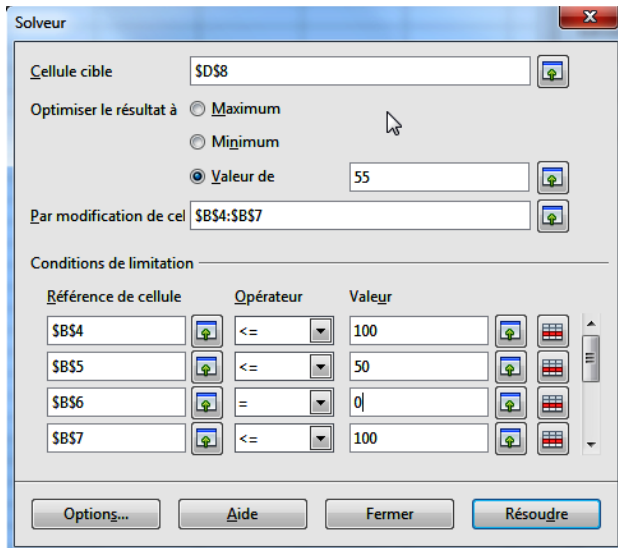 Solveur
Cellule cible $D$8
Optimiser le résultat à Maximum
Minimum
Valeur de 55
Par modification de cel $B$4:$B$7
Conditions de limitation
Référence de cellule Opérateur Valeur
$B$4 <= 100
$B$5 <= 50
$B$6 = 0
$B$7 <= 100
Options... Aide Fermer Résoudre